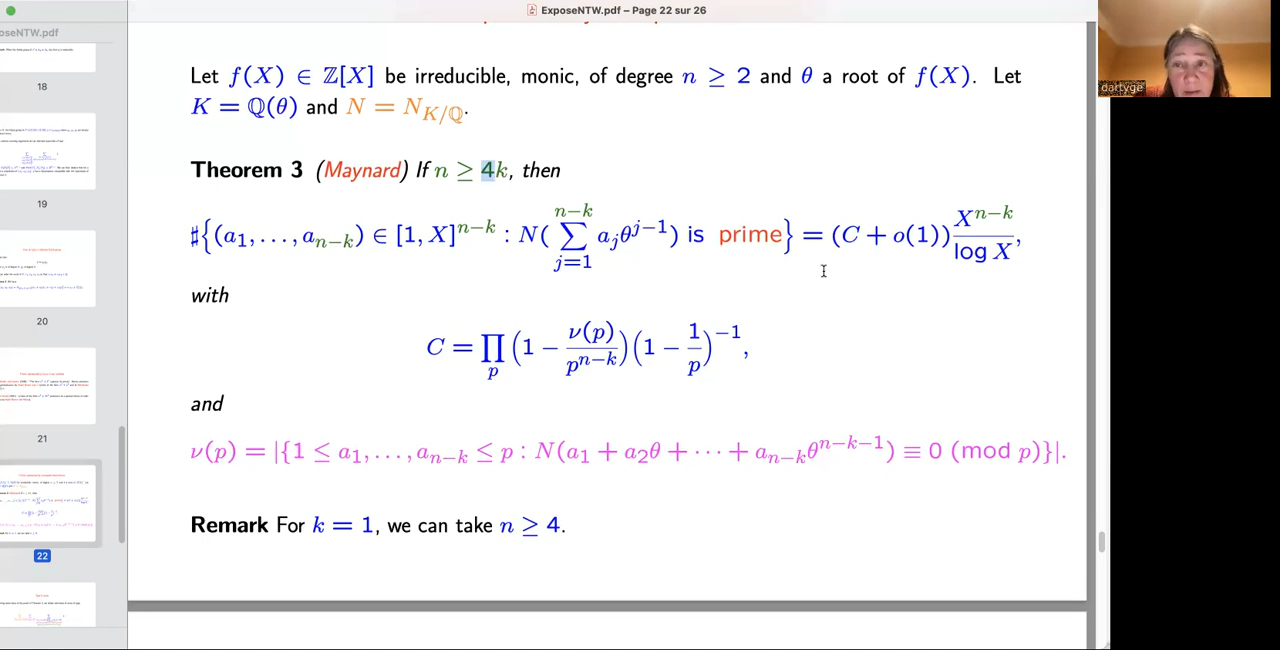 ExposeNTW.pdf – Page 22 sur 26
oseNTW.pdf
18
19
20
21
22
dartyge
Let f(X) ∈ ℤ[X] be irreducible, monic, of degree n ≥ 2 and θ a root of f(X). Let
K = ℚ(θ) and N = N_{K/ℚ}.
Theorem 3 (Maynard) If n ≥ 4k, then
♯{(a_1, . . . , a_{n−k}) ∈ [1, X]^{n−k} : N(∑_{j=1}^{n−k} a_jθ^{j−1}) is prime} = (C + o(1)) X^{n−k} / log X,
with
C = ∏_p (1 − ν(p)/p^{n−k})(1 − 1/p)^{−1},
and
ν(p) = |{1 ≤ a_1, . . . , a_{n−k} ≤ p : N(a_1 + a_2θ + · · · + a_{n−k}θ^{n−k−1}) ≡ 0 (mod p)}|.
Remark For k = 1, we can take n ≥ 4.